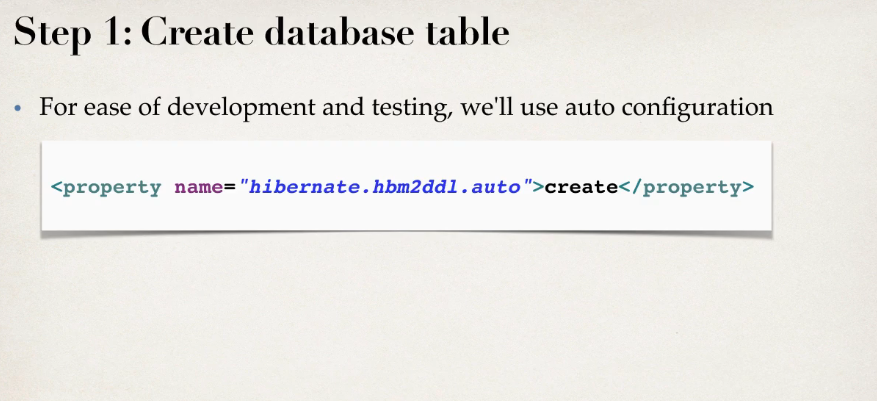 Step 1: Create database table
• For ease of development and testing, we'll use auto configuration
<property name="hibernate.hbm2ddl.auto">create</property>